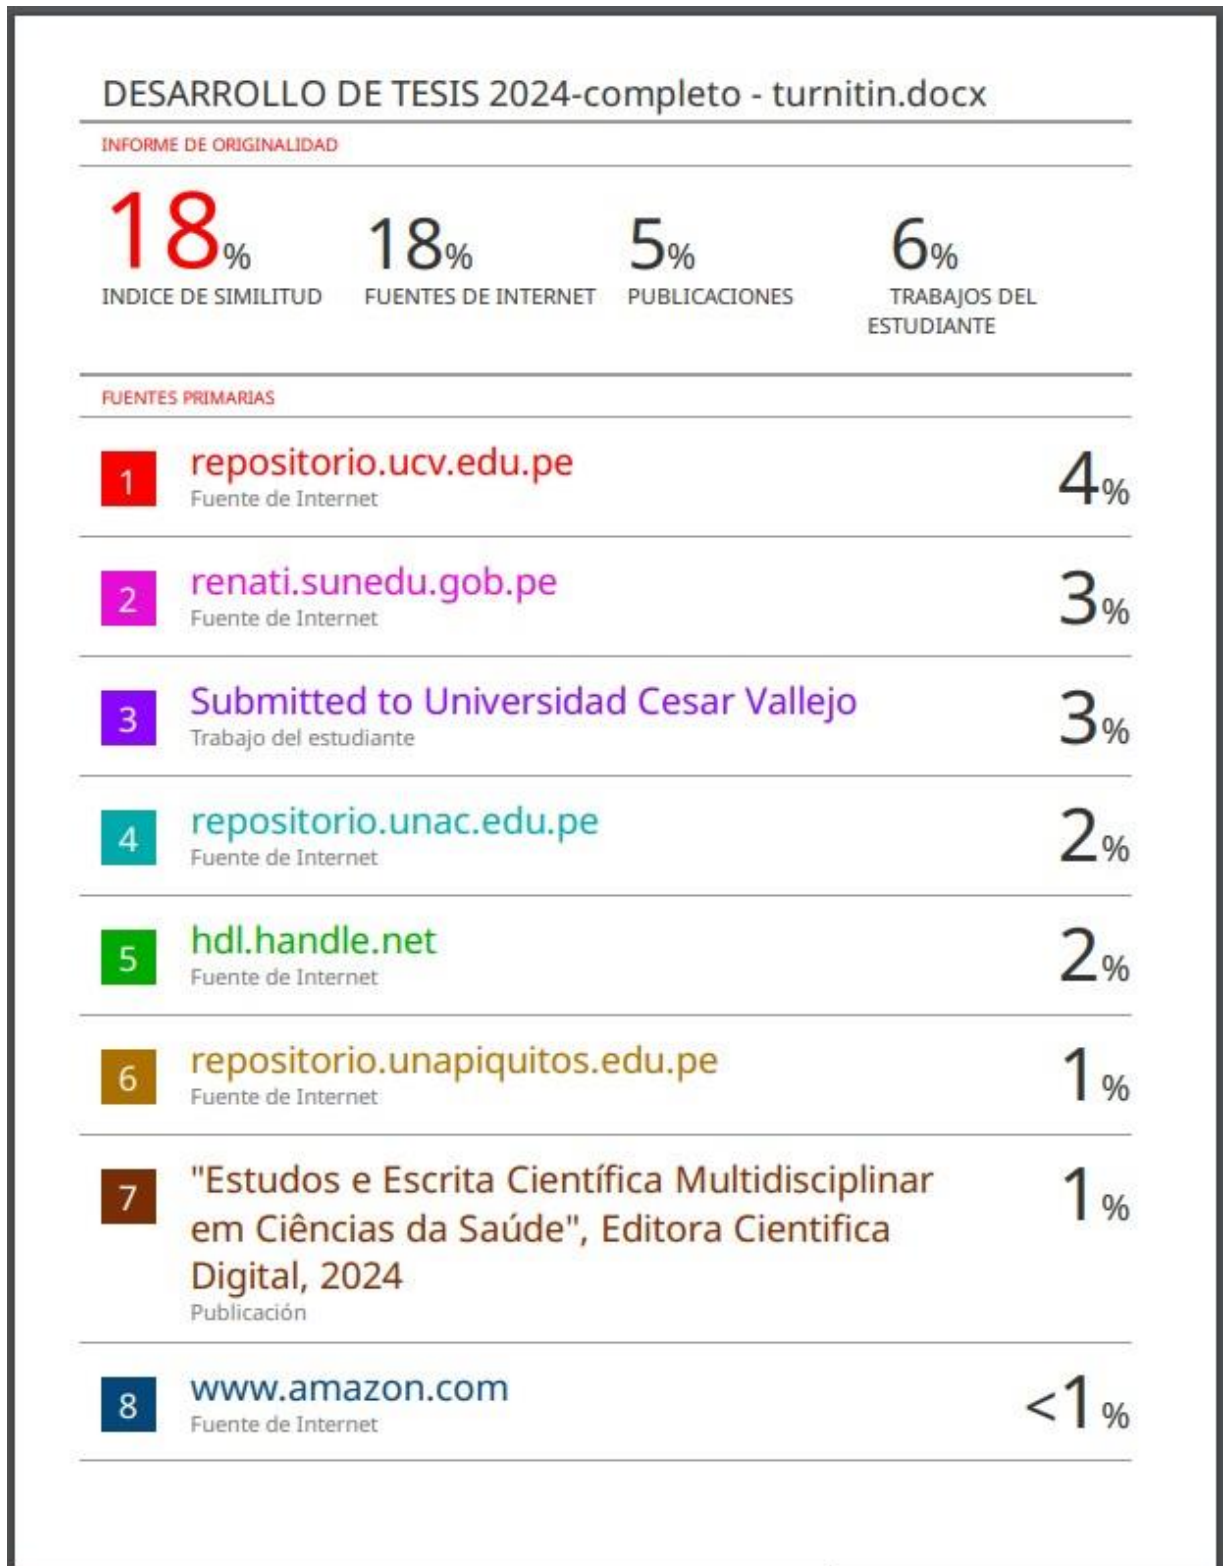 DESARROLLO DE TESIS 2024-completo - turnitin.docx
INFORME DE ORIGINALIDAD
18% 18% 5% 6%
INDICE DE SIMILITUD FUENTES DE INTERNET PUBLICACIONES TRABAJOS DEL
ESTUDIANTE
FUENTES PRIMARIAS
1 repositorio.ucv.edu.pe 4%
Fuente de Internet
2 renati.sunedu.gob.pe 3%
Fuente de Internet
3 Submitted to Universidad Cesar Vallejo 3%
Trabajo del estudiante
4 repositorio.unac.edu.pe 2%
Fuente de Internet
5 hdl.handle.net 2%
Fuente de Internet
6 repositorio.unapiquitos.edu.pe 1%
Fuente de Internet
7 "Estudos e Escrita Científica Multidisciplinar 1%
em Ciências da Saúde", Editora Cientifica
Digital, 2024
Publicación
8 www.amazon.com <1%
Fuente de Internet